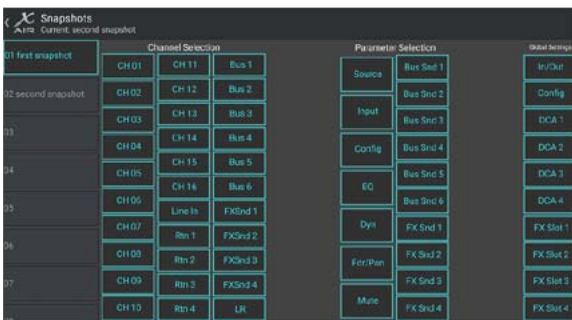 Snapshots
X AIR Current: second snapshot
Channel Selection
Parameter Selection
Global Settings
01 first snapshot
02 second snapshot
03
04
05
06
07
CH 01
CH 02
CH 03
CH 04
CH 05
CH 06
CH 07
CH 08
CH 09
CH 10
CH 11
CH 12
CH 13
CH 14
CH 15
CH 16
Line In
Rtn 1
Rtn 2
Rtn 3
Rtn 4
Bus 1
Bus 2
Bus 3
Bus 4
Bus 5
Bus 6
FXSnd 1
FXSnd 2
FXSnd 3
FXSnd 4
LR
Source
Input
Config
EQ
Dyn
Fdr/Pan
Mute
Bus Snd 1
Bus Snd 2
Bus Snd 3
Bus Snd 4
Bus Snd 5
Bus Snd 6
FX Snd 1
FX Snd 2
FX Snd 3
FX Snd 4
In/Out
Config
DCA 1
DCA 2
DCA 3
DCA 4
FX Slot 1
FX Slot 2
FX Slot 3
FX Slot 4